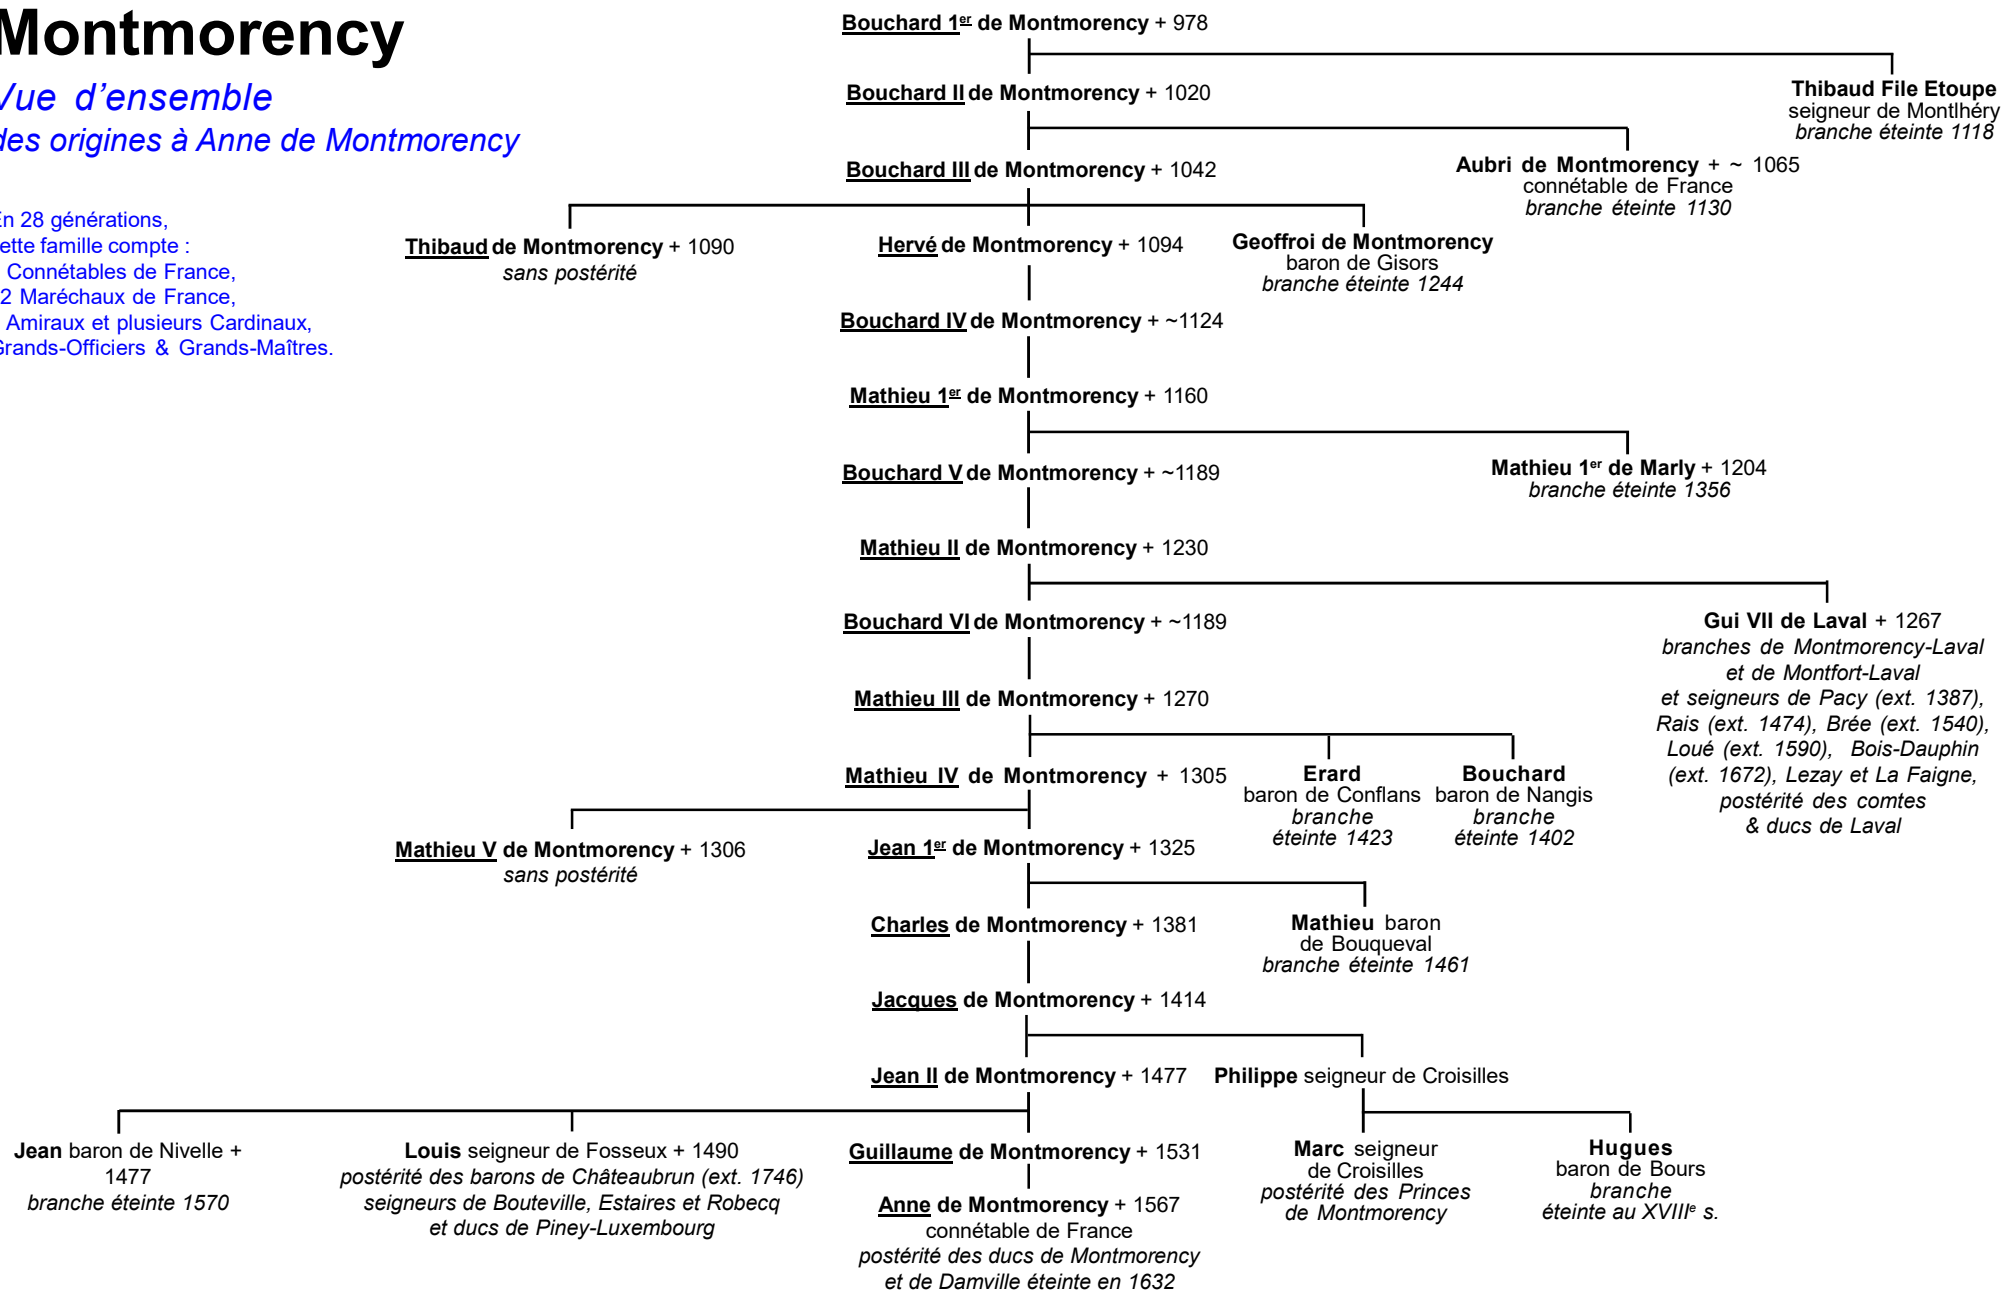 Montmorency
Vue d'ensemble
des origines à Anne de Montmorency
En 28 générations,
cette famille compte :
Connétables de France,
2 Maréchaux de France,
Amiraux et plusieurs Cardinaux,
Grands-Officiers & Grands-Maîtres.
Bouchard 1er de Montmorency + 978
Thibaud File Etoupe
seigneur de Montlhéry
branche éteinte 1118
Bouchard II de Montmorency + 1020
Aubri de Montmorency + ~ 1065
connétable de France
branche éteinte 1130
Bouchard III de Montmorency + 1042
Thibaud de Montmorency + 1090
sans postérité
Hervé de Montmorency + 1094
Geoffroi de Montmorency
baron de Gisors
branche éteinte 1244
Bouchard IV de Montmorency + ~1124
Mathieu 1er de Montmorency + 1160
Mathieu 1er de Marly + 1204
branche éteinte 1356
Bouchard V de Montmorency + ~1189
Mathieu II de Montmorency + 1230
Gui VII de Laval + 1267
branches de Montmorency-Laval
et de Montfort-Laval
et seigneurs de Pacy (ext. 1387),
Rais (ext. 1474), Brée (ext. 1540),
Loué (ext. 1590), Bois-Dauphin
(ext. 1672), Lezay et La Faigne,
postérité des comtes
& ducs de Laval
Bouchard VI de Montmorency + ~1189
Mathieu III de Montmorency + 1270
Mathieu IV de Montmorency + 1305
Erard
baron de Conflans
branche
éteinte 1423
Bouchard
baron de Nangis
branche
éteinte 1402
Mathieu V de Montmorency + 1306
sans postérité
Jean 1er de Montmorency + 1325
Charles de Montmorency + 1381
Mathieu baron
de Bouqueval
branche éteinte 1461
Jacques de Montmorency + 1414
Jean II de Montmorency + 1477
Philippe seigneur de Croisilles
Jean baron de Nivelle +
1477
branche éteinte 1570
Louis seigneur de Fosseux + 1490
postérité des barons de Châteaubrun (ext. 1746)
seigneurs de Bouteville, Estaires et Robecq
et ducs de Piney-Luxembourg
Guillaume de Montmorency + 1531
Anne de Montmorency + 1567
connétable de France
postérité des ducs de Montmorency
et de Damville éteinte en 1632
Marc seigneur
de Croisilles
postérité des Princes
de Montmorency
Hugues
baron de Bours
branche
éteinte au XVIIIe s.